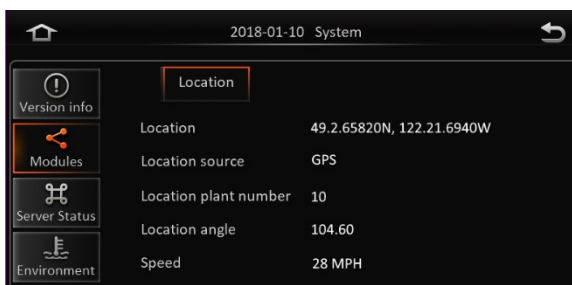 2018-01-10 System
Version info
Modules
Server Status
Environment
Location
Location 49.2.65820N, 122.21.6940W
Location source GPS
Location plant number 10
Location angle 104.60
Speed 28 MPH